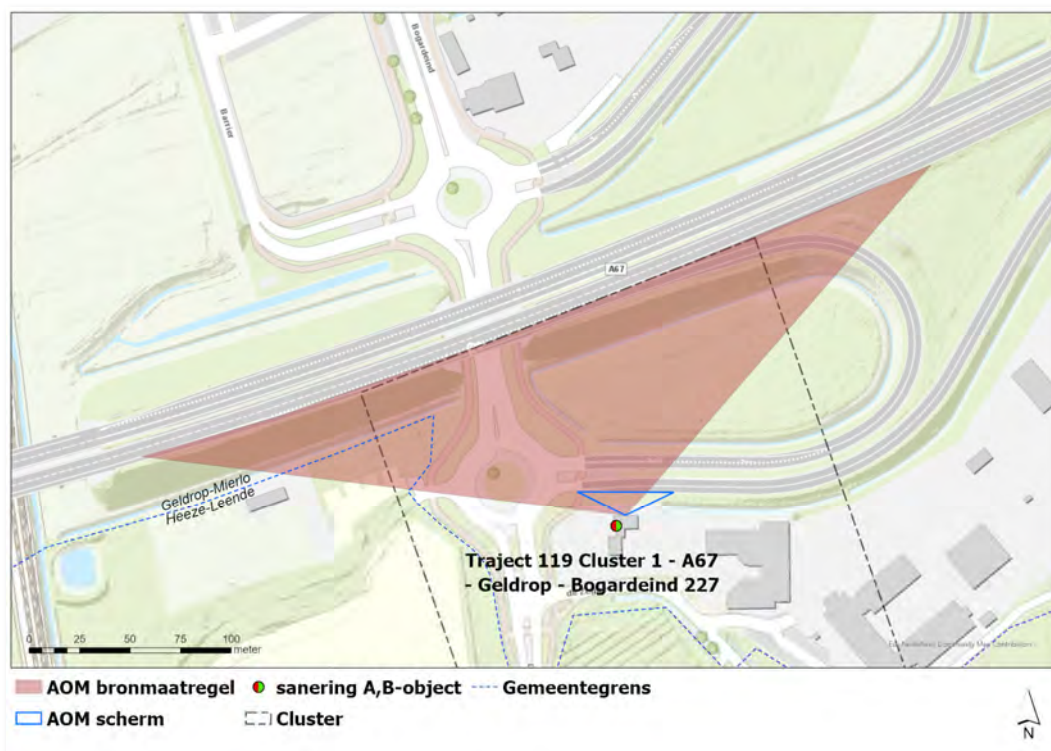 Bogardeind
Barrier
A67
Geldrop-Mierlo
Heeze-Leende
Traject 119 Cluster 1 - A67
- Geldrop - Bogardeind 227
0 25 50 75 100
meter
AOM bronmaatregel
sanering A,B-object
Gemeentegrens
AOM scherm
Cluster
N